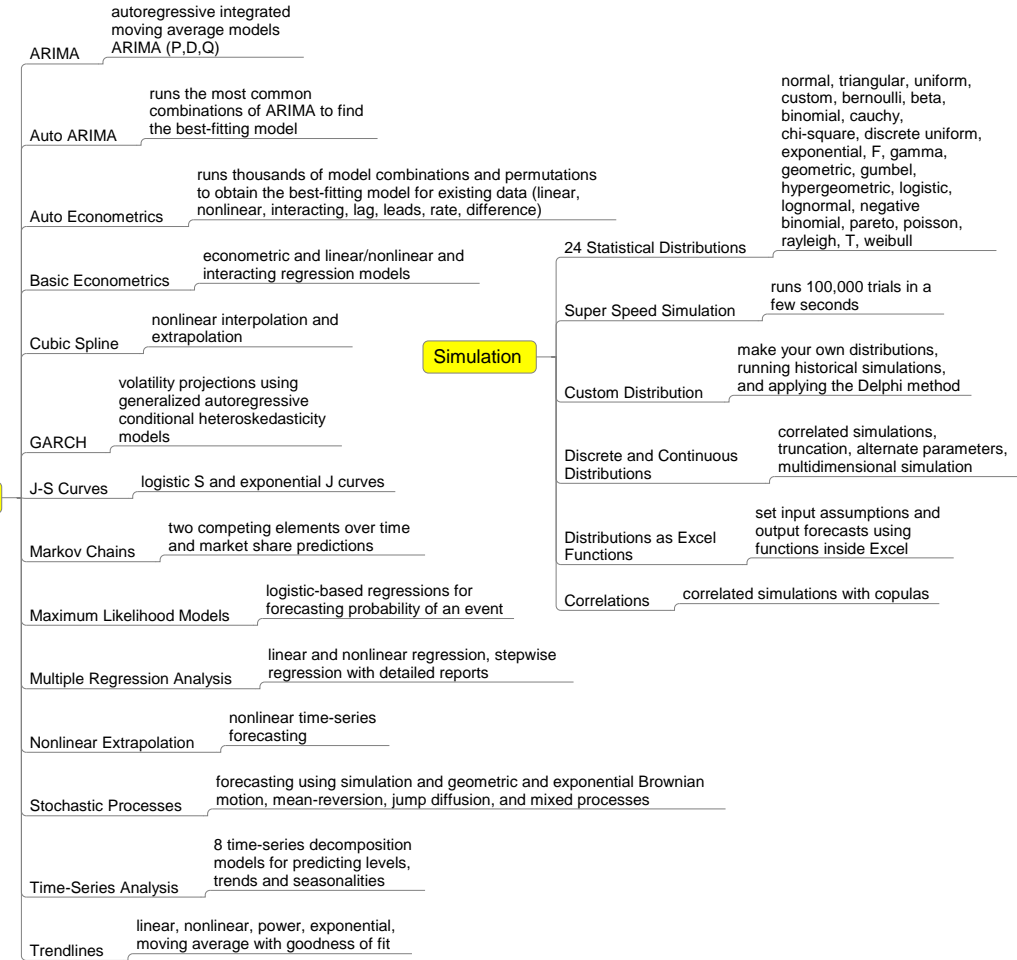 ARIMA
autoregressive integrated
moving average models
ARIMA (P,D,Q)
Auto ARIMA
runs the most common
combinations of ARIMA to find
the best-fitting model
Auto Econometrics
runs thousands of model combinations and permutations
to obtain the best-fitting model for existing data (linear,
nonlinear, interacting, lag, leads, rate, difference)
Basic Econometrics
econometric and linear/nonlinear and
interacting regression models
Cubic Spline
nonlinear interpolation and
extrapolation
GARCH
volatility projections using
generalized autoregressive
conditional heteroskedasticity
models
J-S Curves
logistic S and exponential J curves
Markov Chains
two competing elements over time
and market share predictions
Maximum Likelihood Models
logistic-based regressions for
forecasting probability of an event
Multiple Regression Analysis
linear and nonlinear regression, stepwise
regression with detailed reports
Nonlinear Extrapolation
nonlinear time-series
forecasting
Stochastic Processes
forecasting using simulation and geometric and exponential Brownian
motion, mean-reversion, jump diffusion, and mixed processes
Time-Series Analysis
8 time-series decomposition
models for predicting levels,
trends and seasonalities
Trendlines
linear, nonlinear, power, exponential,
moving average with goodness of fit
Simulation
24 Statistical Distributions
normal, triangular, uniform,
custom, bernoulli, beta,
binomial, cauchy,
chi-square, discrete uniform,
exponential, F, gamma,
geometric, gumbel,
hypergeometric, logistic,
lognormal, negative
binomial, pareto, poisson,
rayleigh, T, weibull
Super Speed Simulation
runs 100,000 trials in a
few seconds
Custom Distribution
make your own distributions,
running historical simulations,
and applying the Delphi method
Discrete and Continuous
Distributions
correlated simulations,
truncation, alternate parameters,
multidimensional simulation
Distributions as Excel
Functions
set input assumptions and
output forecasts using
functions inside Excel
Correlations
correlated simulations with copulas